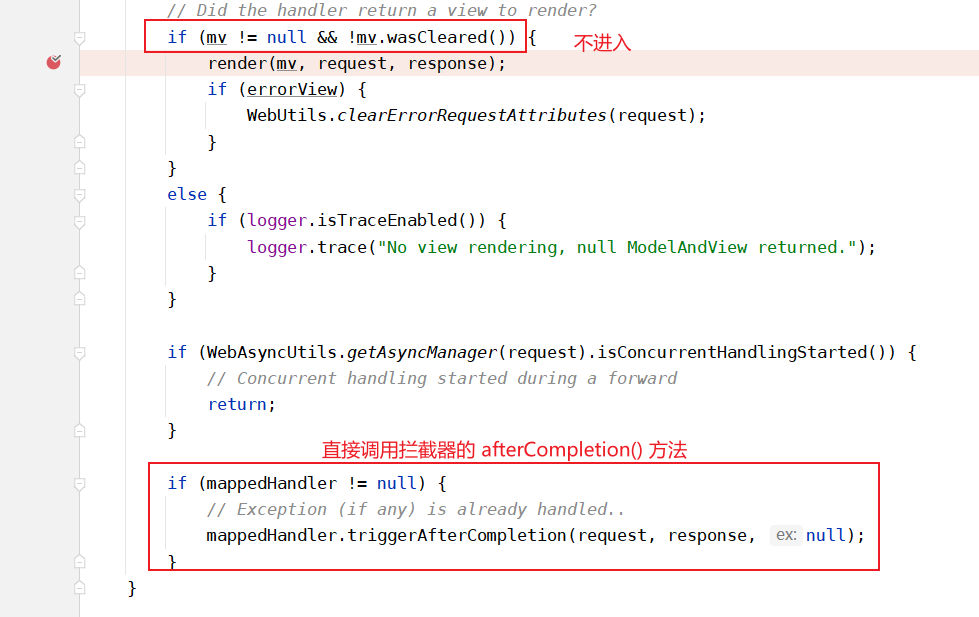 // Did the handler return a view to render?
if (mv != null && !mv.wasCleared()) { 不进入
render(mv, request, response);
if (errorView) {
WebUtils.clearErrorRequestAttributes(request);
}
}
else {
if (logger.isTraceEnabled()) {
logger.trace("No view rendering, null ModelAndView returned.");
}
}
if (WebAsyncUtils.getAsyncManager(request).isConcurrentHandlingStarted()) {
// Concurrent handling started during a forward
return;
}
直接调用拦截器的 afterCompletion() 方法
if (mappedHandler != null) {
// Exception (if any) is already handled..
mappedHandler.triggerAfterCompletion(request, response, ex: null);
}
}